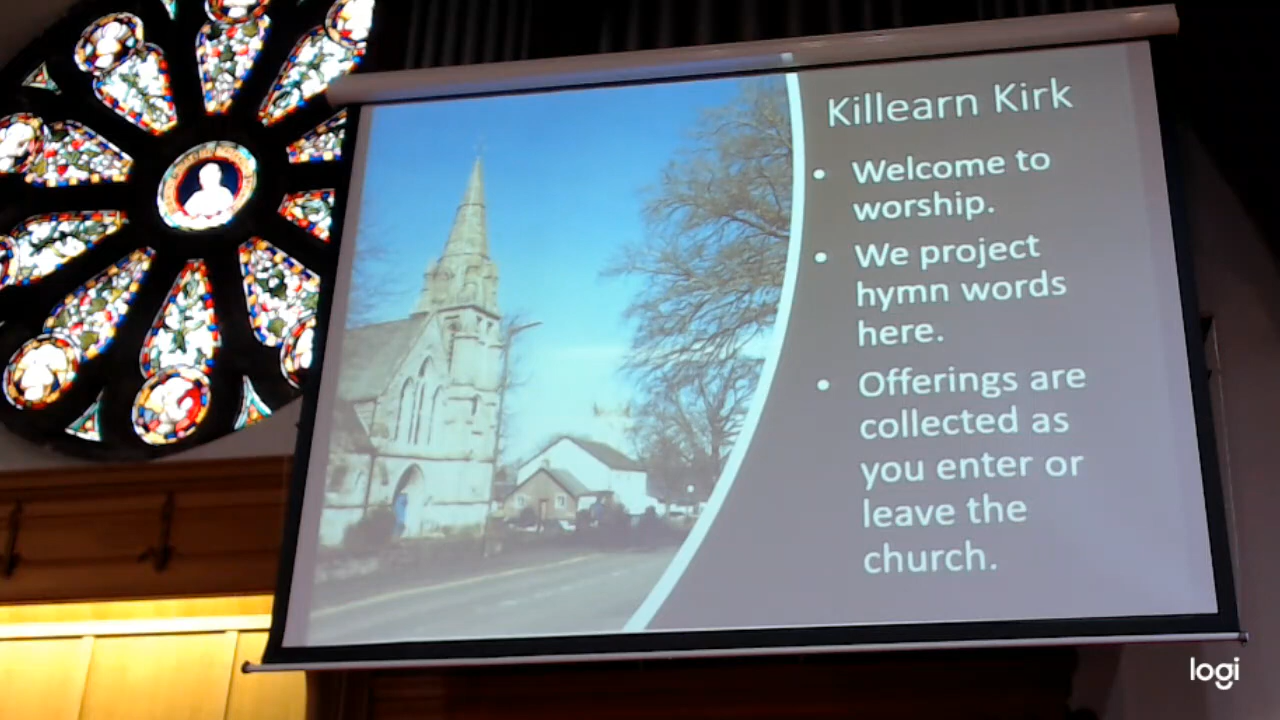 Killearn Kirk
• Welcome to
worship.
• We project
hymn words
here.
• Offerings are
collected as
you enter or
leave the
church.
logi